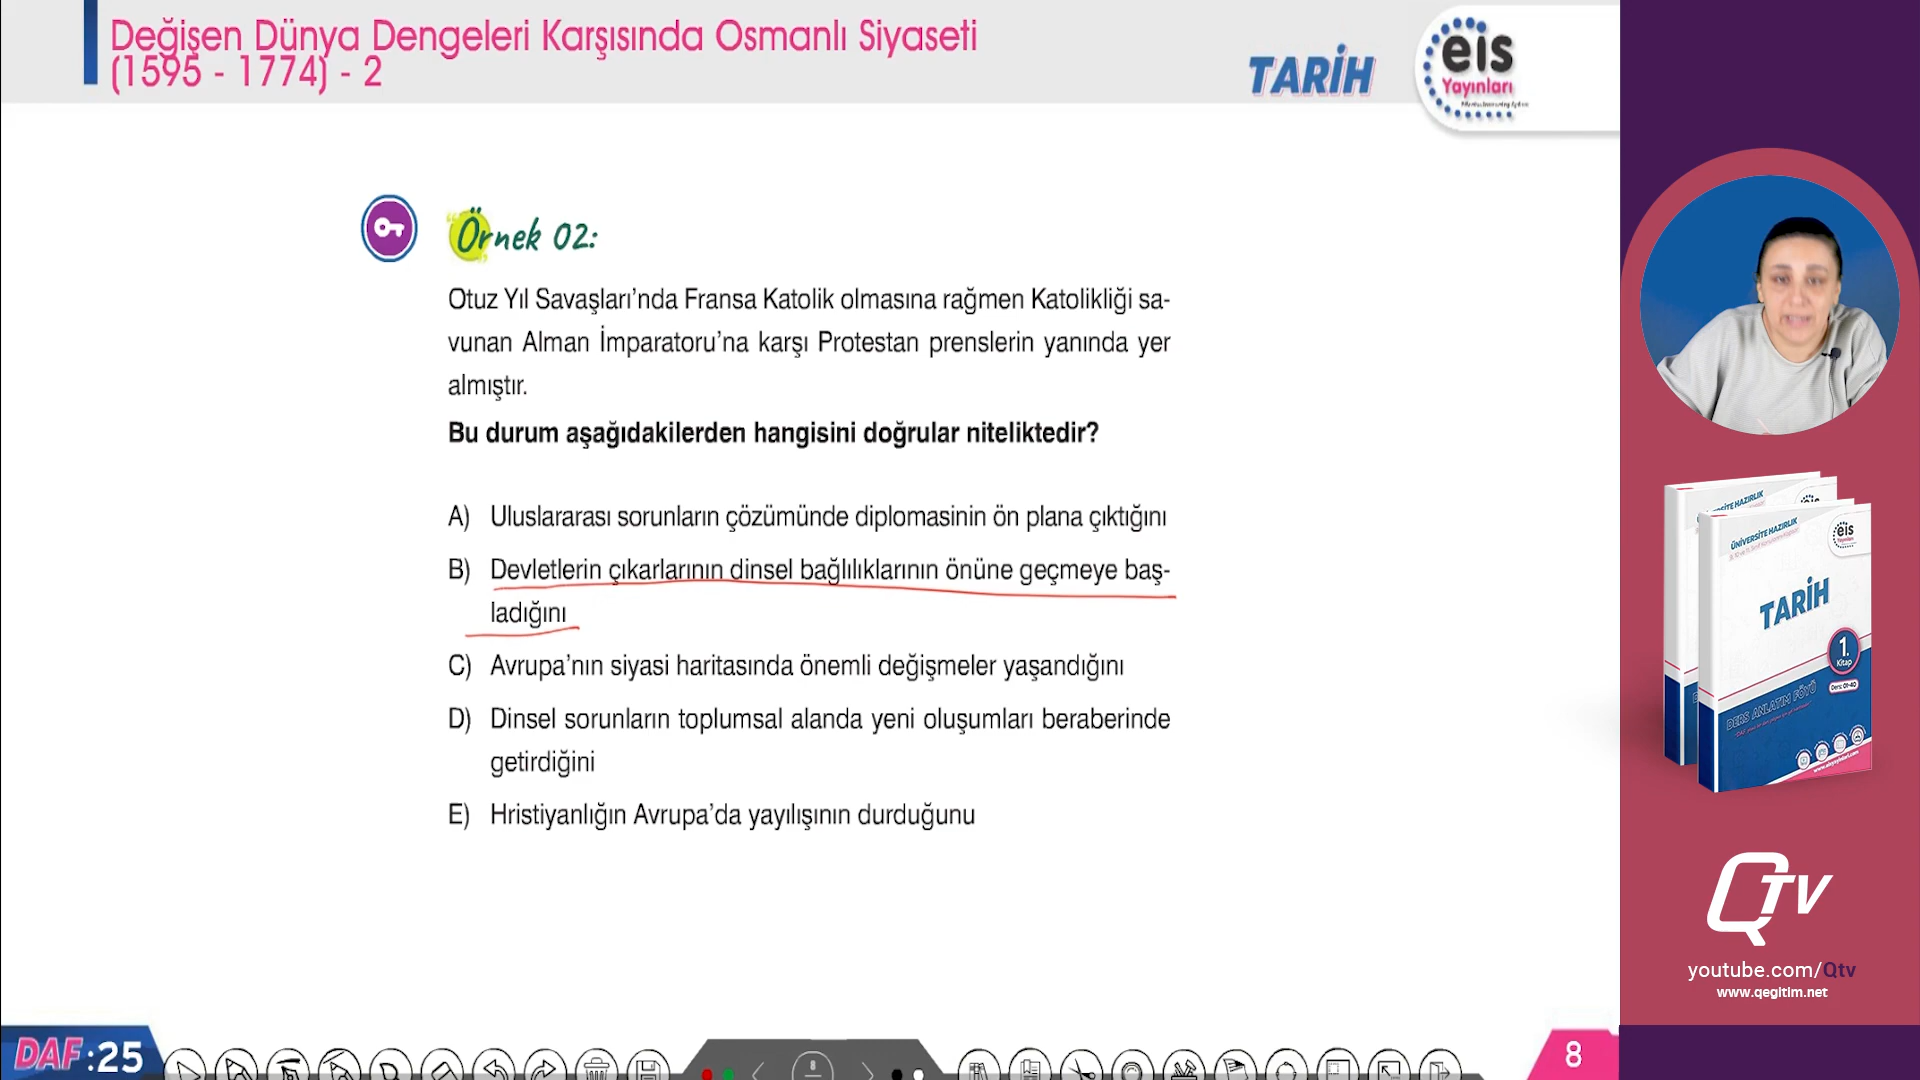 Değişen Dünya Dengeleri Karşısında Osmanlı Siyaseti
(1595 - 1774) - 2
TARİH
eis
Yayınları
Örnek 02:
Otuz Yıl Savaşları’nda Fransa Katolik olmasına rağmen Katolikliği sa-
vunan Alman İmparatoru’na karşı Protestan prenslerin yanında yer
almıştır.
Bu durum aşağıdakilerden hangisini doğrular niteliktedir?
A) Uluslararası sorunların çözümünde diplomasinin ön plana çıktığını
B) Devletlerin çıkarlarının dinsel bağlılıklarının önüne geçmeye baş-
ladığını
C) Avrupa’nın siyasi haritasında önemli değişmeler yaşandığını
D) Dinsel sorunların toplumsal alanda yeni oluşumları beraberinde
getirdiğini
E) Hristiyanlığın Avrupa’da yayılışının durduğunu
ÜNİVERSİTE HAZIRLIK
eis
TARİH
1.
Kitap
Ders: 01-40
DERS ANLATIM FÖYÜ
QTV
youtube.com/Qtv
www.qegitim.net
DAF:25
8
8